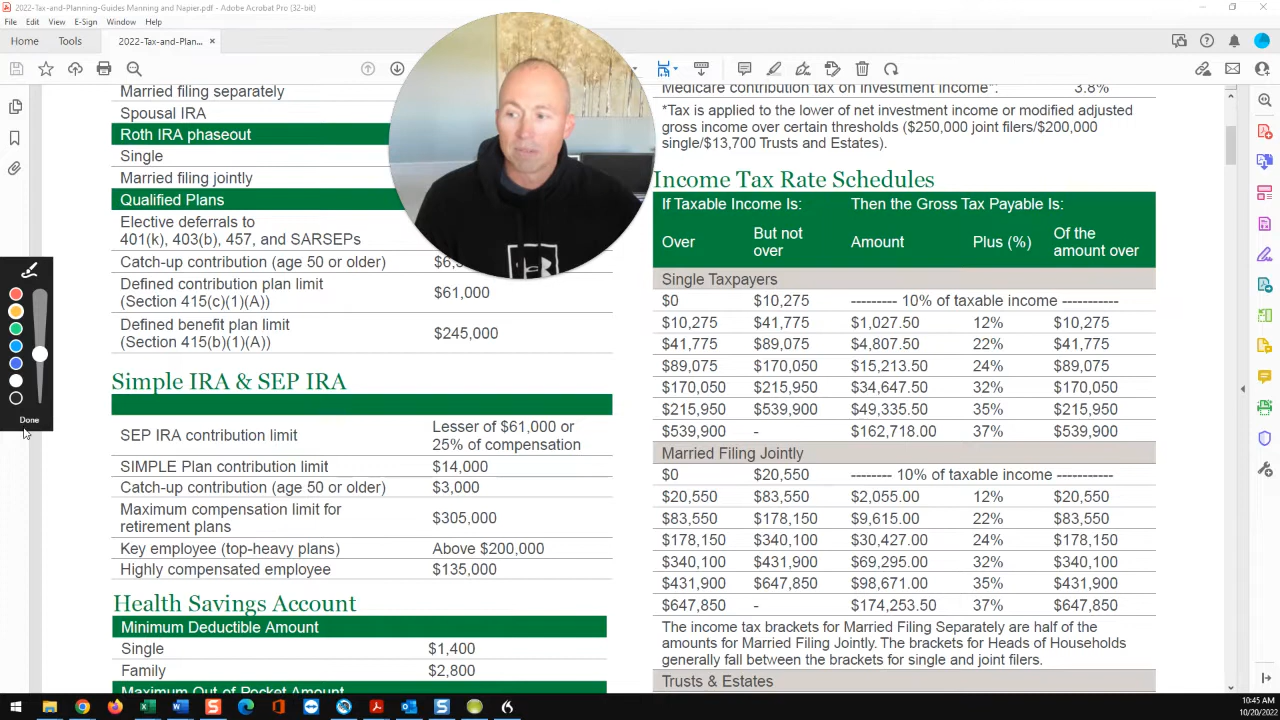 2022-Tax-and-Planning-Guides Manning and Napier.pdf - Adobe Acrobat Pro (32-bit)
File Edit View E-Sign Window Help
Home Tools 2022-Tax-and-Plan... ×
Married filing separately
Spousal IRA
Roth IRA phaseout
Single
Married filing jointly
Qualified Plans
Elective deferrals to
401(k), 403(b), 457, and SARSEPs
Catch-up contribution (age 50 or older)
Defined contribution plan limit
(Section 415(c)(1)(A)) $61,000
Defined benefit plan limit
(Section 415(b)(1)(A)) $245,000
Simple IRA & SEP IRA
SEP IRA contribution limit Lesser of $61,000 or
25% of compensation
SIMPLE Plan contribution limit $14,000
Catch-up contribution (age 50 or older) $3,000
Maximum compensation limit for
retirement plans $305,000
Key employee (top-heavy plans) Above $200,000
Highly compensated employee $135,000
Health Savings Account
Minimum Deductible Amount
Single $1,400
Family $2,800
Maximum Out of Pocket Amount
Medicare contribution tax on investment income*: 3.8%
*Tax is applied to the lower of net investment income or modified adjusted
gross income over certain thresholds ($250,000 joint filers/$200,000
single/$13,700 Trusts and Estates).
Income Tax Rate Schedules
If Taxable Income Is: Then the Gross Tax Payable Is:
Over But not over Amount Plus (%) Of the amount over
Single Taxpayers
$0 $10,275 --------- 10% of taxable income -----------
$10,275 $41,775 $1,027.50 12% $10,275
$41,775 $89,075 $4,807.50 22% $41,775
$89,075 $170,050 $15,213.50 24% $89,075
$170,050 $215,950 $34,647.50 32% $170,050
$215,950 $539,900 $49,335.50 35% $215,950
$539,900 - $162,718.00 37% $539,900
Married Filing Jointly
$0 $20,550 -------- 10% of taxable income ----------
$20,550 $83,550 $2,055.00 12% $20,550
$83,550 $178,150 $9,615.00 22% $83,550
$178,150 $340,100 $30,427.00 24% $178,150
$340,100 $431,900 $69,295.00 32% $340,100
$431,900 $647,850 $98,671.00 35% $431,900
$647,850 - $174,253.50 37% $647,850
The income tax brackets for Married Filing Separately are half of the
amounts for Married Filing Jointly. The brackets for Heads of Households
generally fall between the brackets for single and joint filers.
Trusts & Estates
Done
10:45 AM
10/20/2022